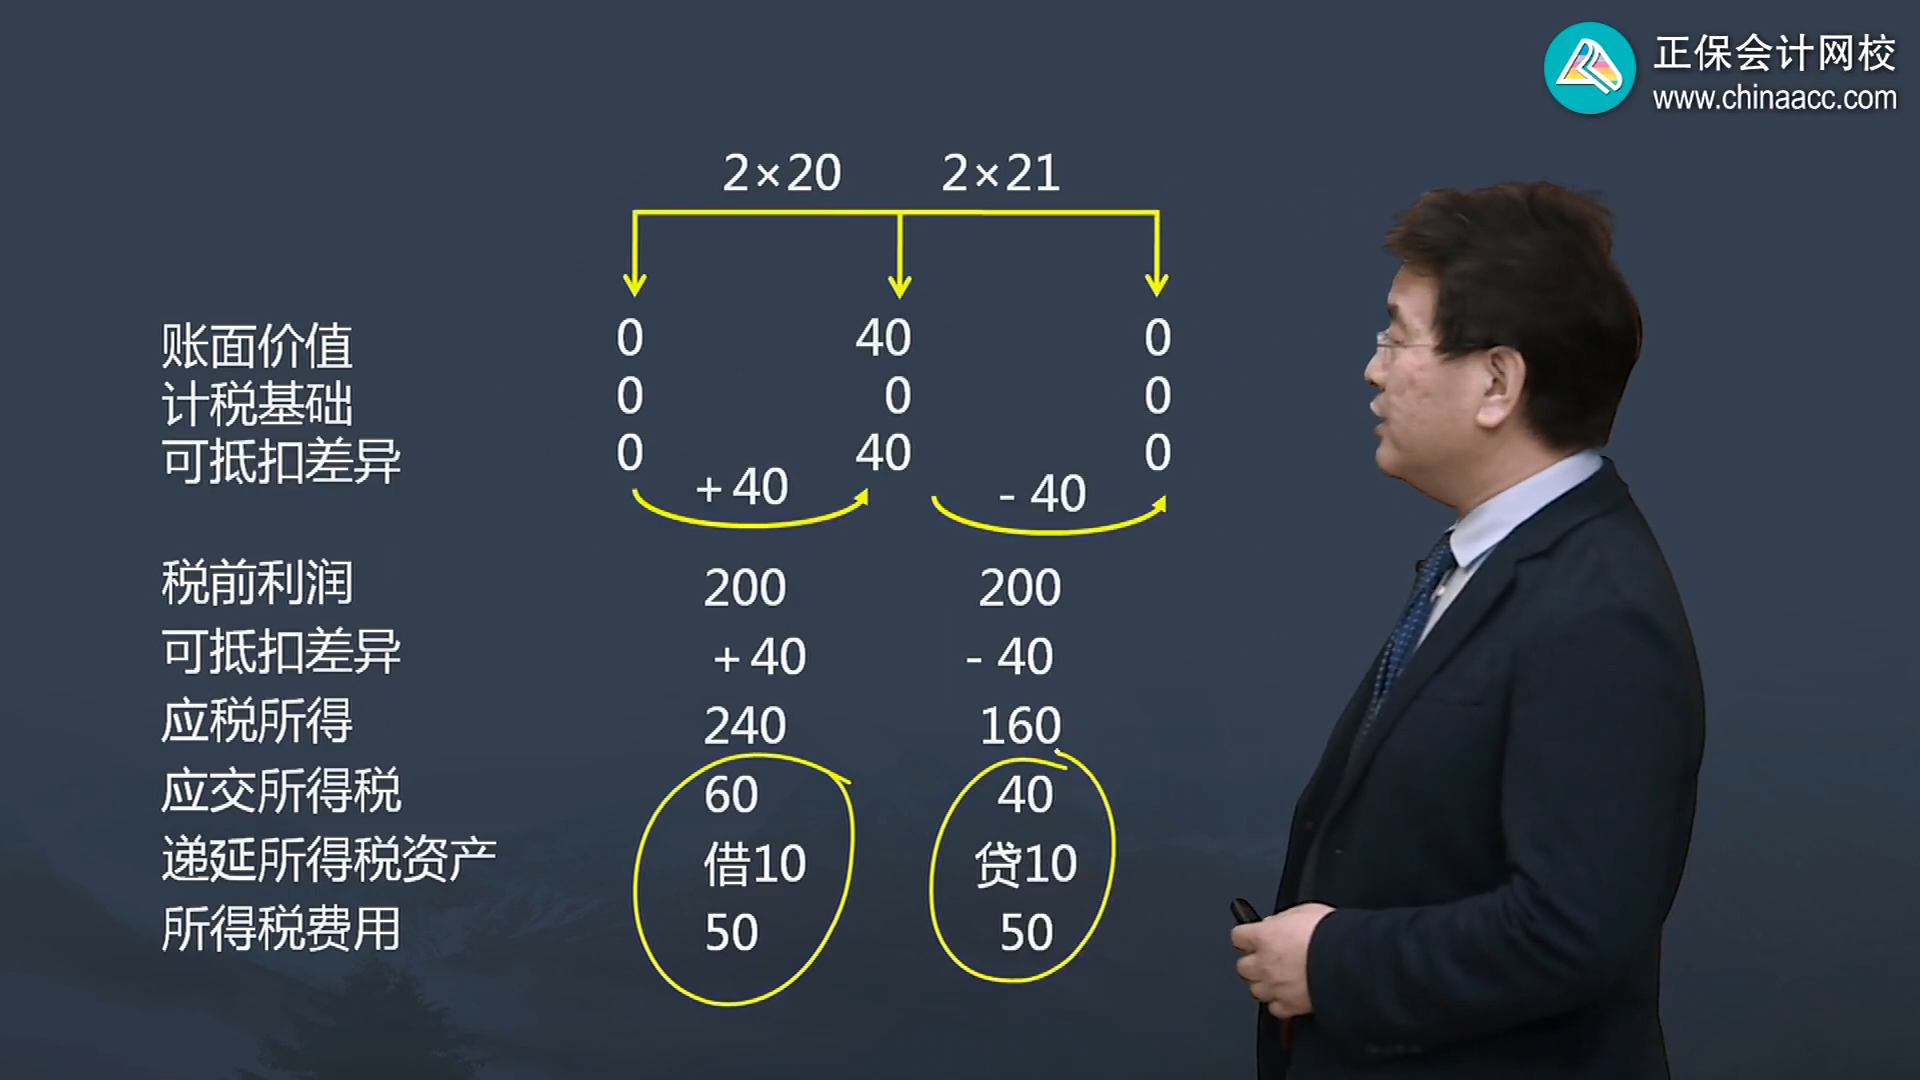 正保会计网校
www.chinaacc.com
2×20 2×21
账面价值 0 40 0
计税基础 0 0 0
可抵扣差异 0 40 0
+40 - 40
税前利润 200 200
可抵扣差异 +40 - 40
应税所得 240 160
应交所得税 60 40
递延所得税资产 借10 贷10
所得税费用 50 50